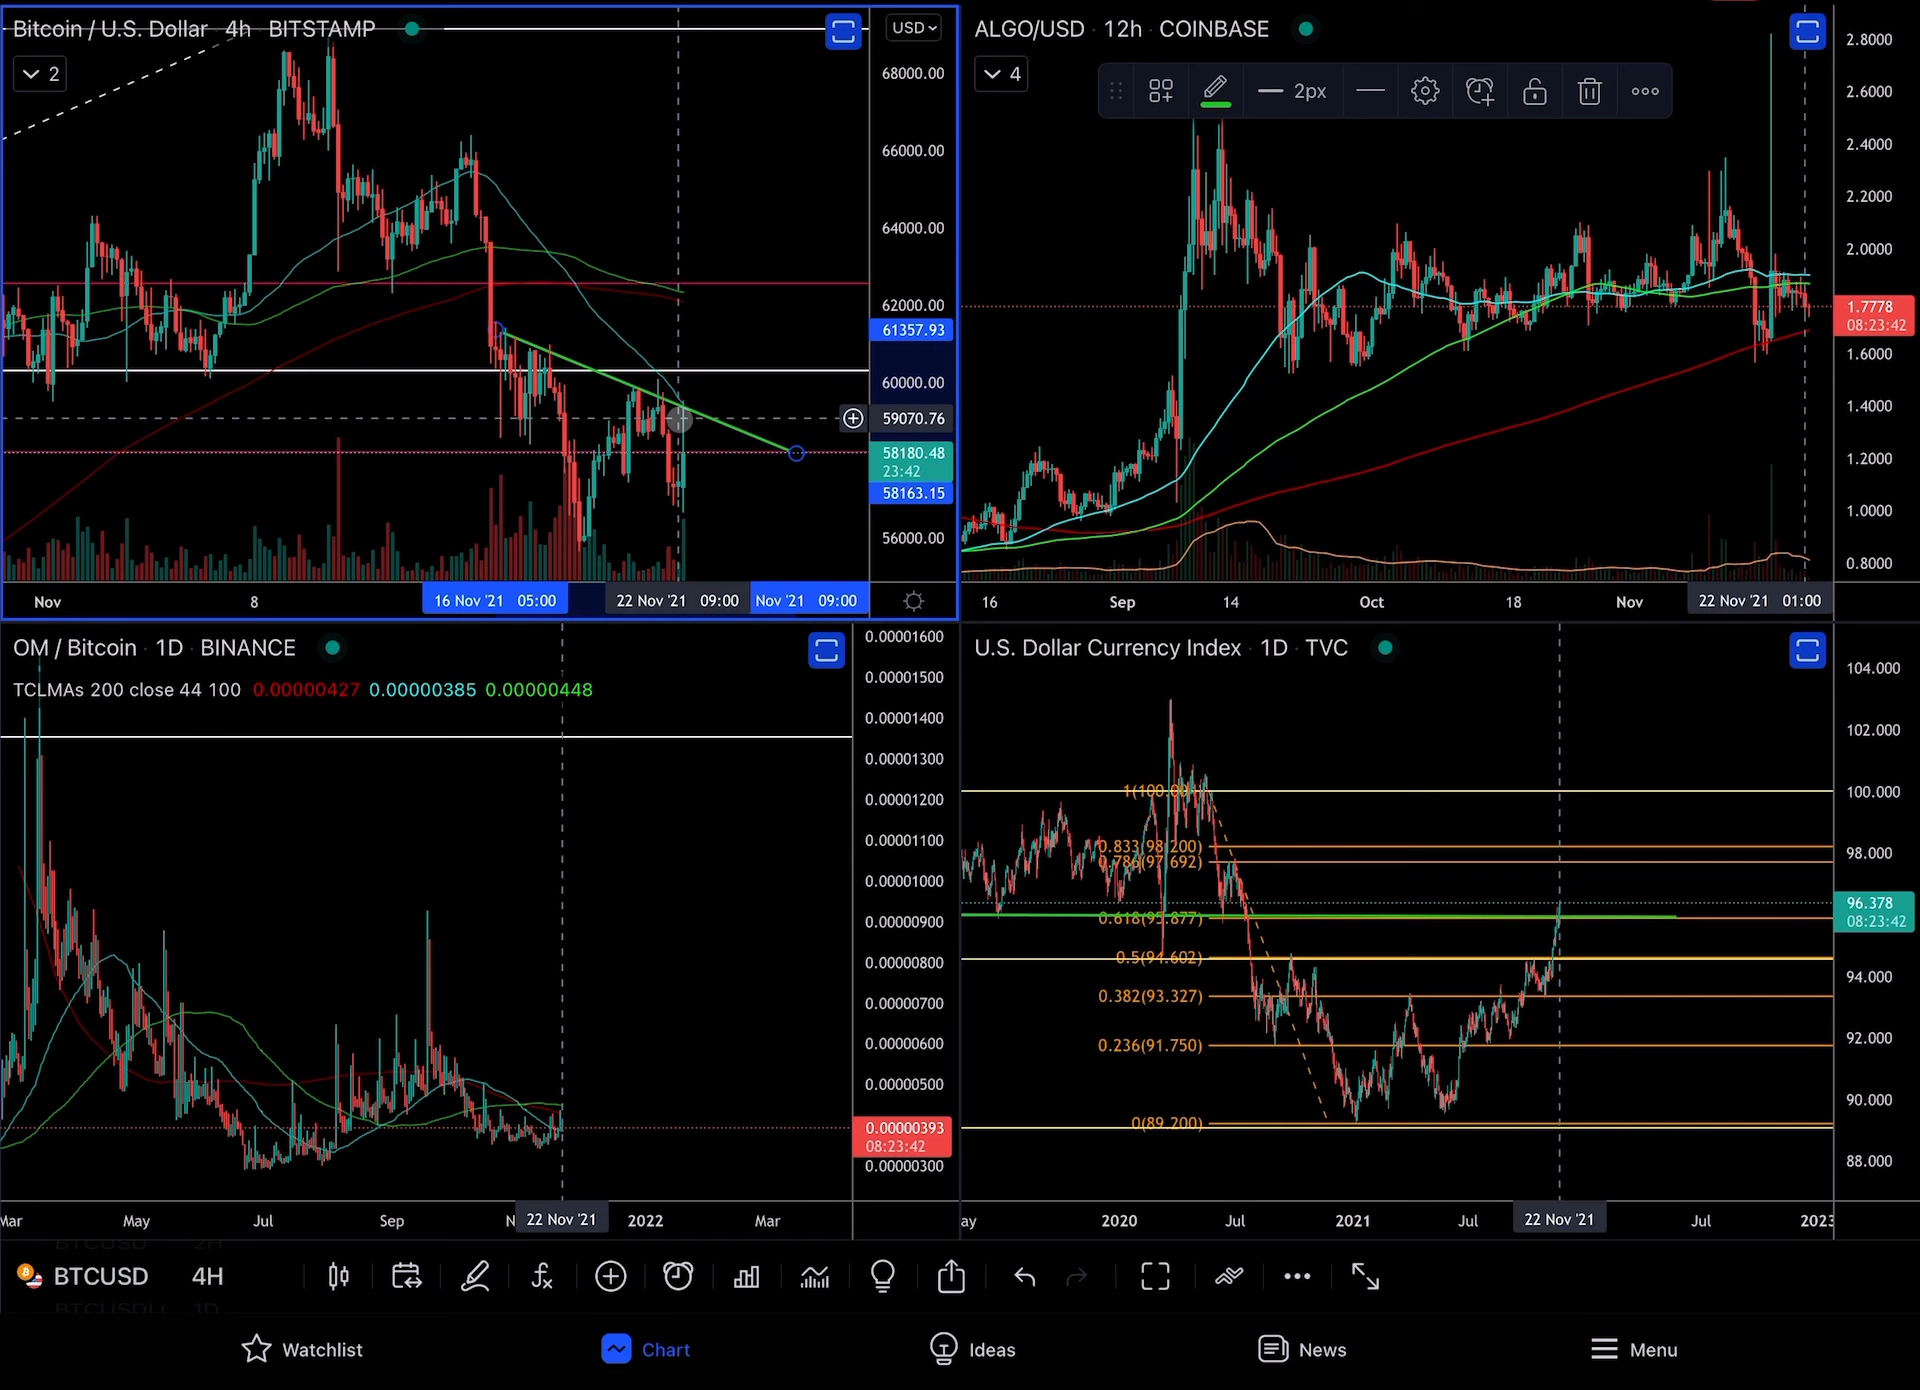 Bitcoin / U.S. Dollar · 4h · BITSTAMP
USD
2
68000.00
66000.00
64000.00
62000.00
61357.93
60000.00
59070.76
58180.48
23:42
58163.15
56000.00
Nov
8
16 Nov '21 05:00
22 Nov '21 09:00
Nov '21 09:00
ALGO/USD · 12h · COINBASE
4
2px
2.8000
2.6000
2.4000
2.2000
2.0000
1.7778
08:23:42
1.6000
1.4000
1.2000
1.0000
0.8000
16
Sep
14
Oct
18
Nov
22 Nov '21 01:00
OM / Bitcoin · 1D · BINANCE
TCLMAs 200 close 44 100 0.00000427 0.00000385 0.00000448
0.00001600
0.00001500
0.00001400
0.00001300
0.00001200
0.00001100
0.00001000
0.00000900
0.00000800
0.00000700
0.00000600
0.00000500
0.00000393
08:23:42
0.00000300
Mar
May
Jul
Sep
N
22 Nov '21
2022
Mar
U.S. Dollar Currency Index · 1D · TVC
104.000
102.000
100.000
98.000
96.378
08:23:42
94.000
92.000
90.000
88.000
0.833(98.200)
0.786(97.692)
0.618(95.877)
0.5(94.602)
0.382(93.327)
0.236(91.750)
0(89.200)
ay
2020
Jul
2021
Jul
22 Nov '21
Jul
2023
BTCUSD 4H
Watchlist
Chart
Ideas
News
Menu